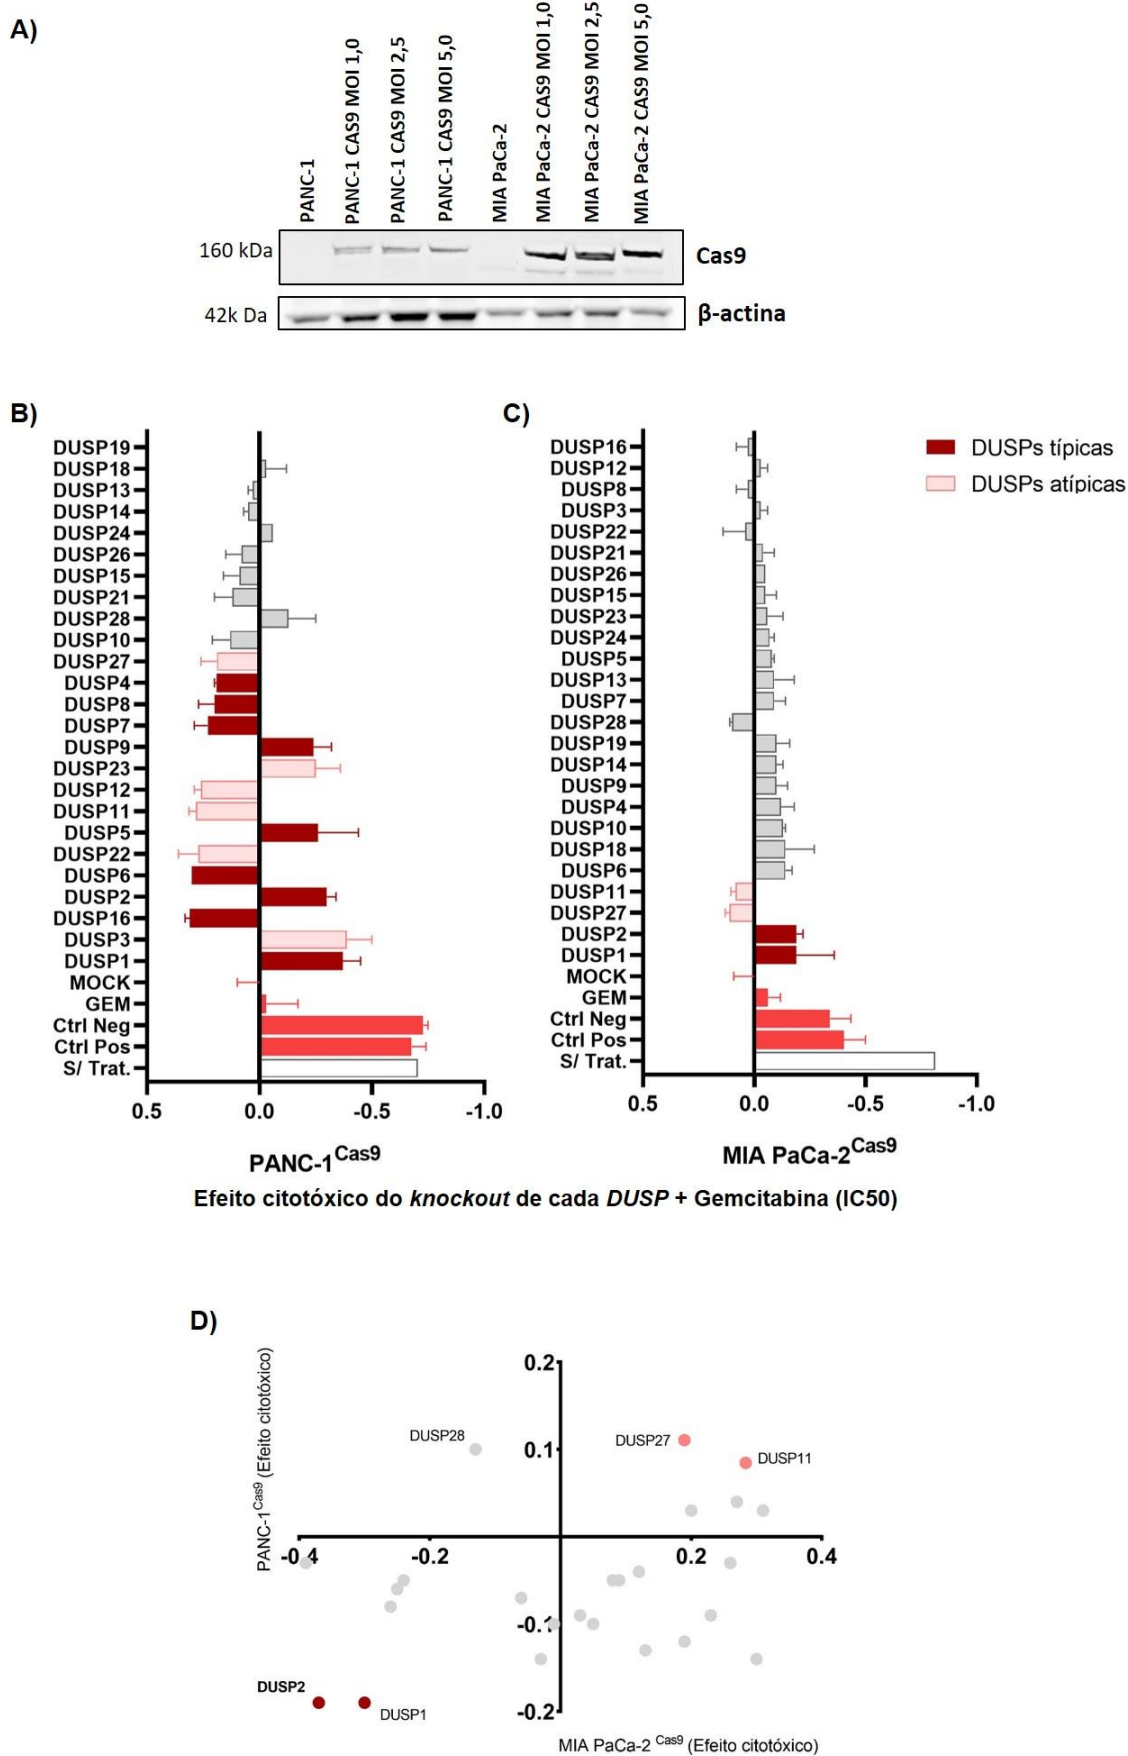 A)
PANC-1
PANC-1 CAS9 MOI 1,0
PANC-1 CAS9 MOI 2,5
PANC-1 CAS9 MOI 5,0
MIA PaCa-2
MIA PaCa-2 CAS9 MOI 1,0
MIA PaCa-2 CAS9 MOI 2,5
MIA PaCa-2 CAS9 MOI 5,0
160 kDa
Cas9
42k Da
β-actina
B)
DUSP19
DUSP18
DUSP13
DUSP14
DUSP24
DUSP26
DUSP15
DUSP21
DUSP28
DUSP10
DUSP27
DUSP4
DUSP8
DUSP7
DUSP9
DUSP23
DUSP12
DUSP11
DUSP5
DUSP22
DUSP6
DUSP2
DUSP16
DUSP3
DUSP1
MOCK
GEM
Ctrl Neg
Ctrl Pos
S/ Trat.
0.5 0.0 -0.5 -1.0
PANC-1Cas9
C)
DUSP16
DUSP12
DUSP8
DUSP3
DUSP22
DUSP21
DUSP26
DUSP15
DUSP23
DUSP24
DUSP5
DUSP13
DUSP7
DUSP28
DUSP19
DUSP14
DUSP9
DUSP4
DUSP10
DUSP18
DUSP6
DUSP11
DUSP27
DUSP2
DUSP1
MOCK
GEM
Ctrl Neg
Ctrl Pos
S/ Trat.
0.5 0.0 -0.5 -1.0
MIA PaCa-2Cas9
DUSPs típicas
DUSPs atípicas
Efeito citotóxico do knockout de cada DUSP + Gemcitabina (IC50)
D)
PANC-1Cas9 (Efeito citotóxico)
0.2
DUSP28
DUSP27
0.1
DUSP11
-0.4 -0.2 0.2 0.4
-0.1
DUSP2
DUSP1
-0.2
MIA PaCa-2 Cas9 (Efeito citotóxico)